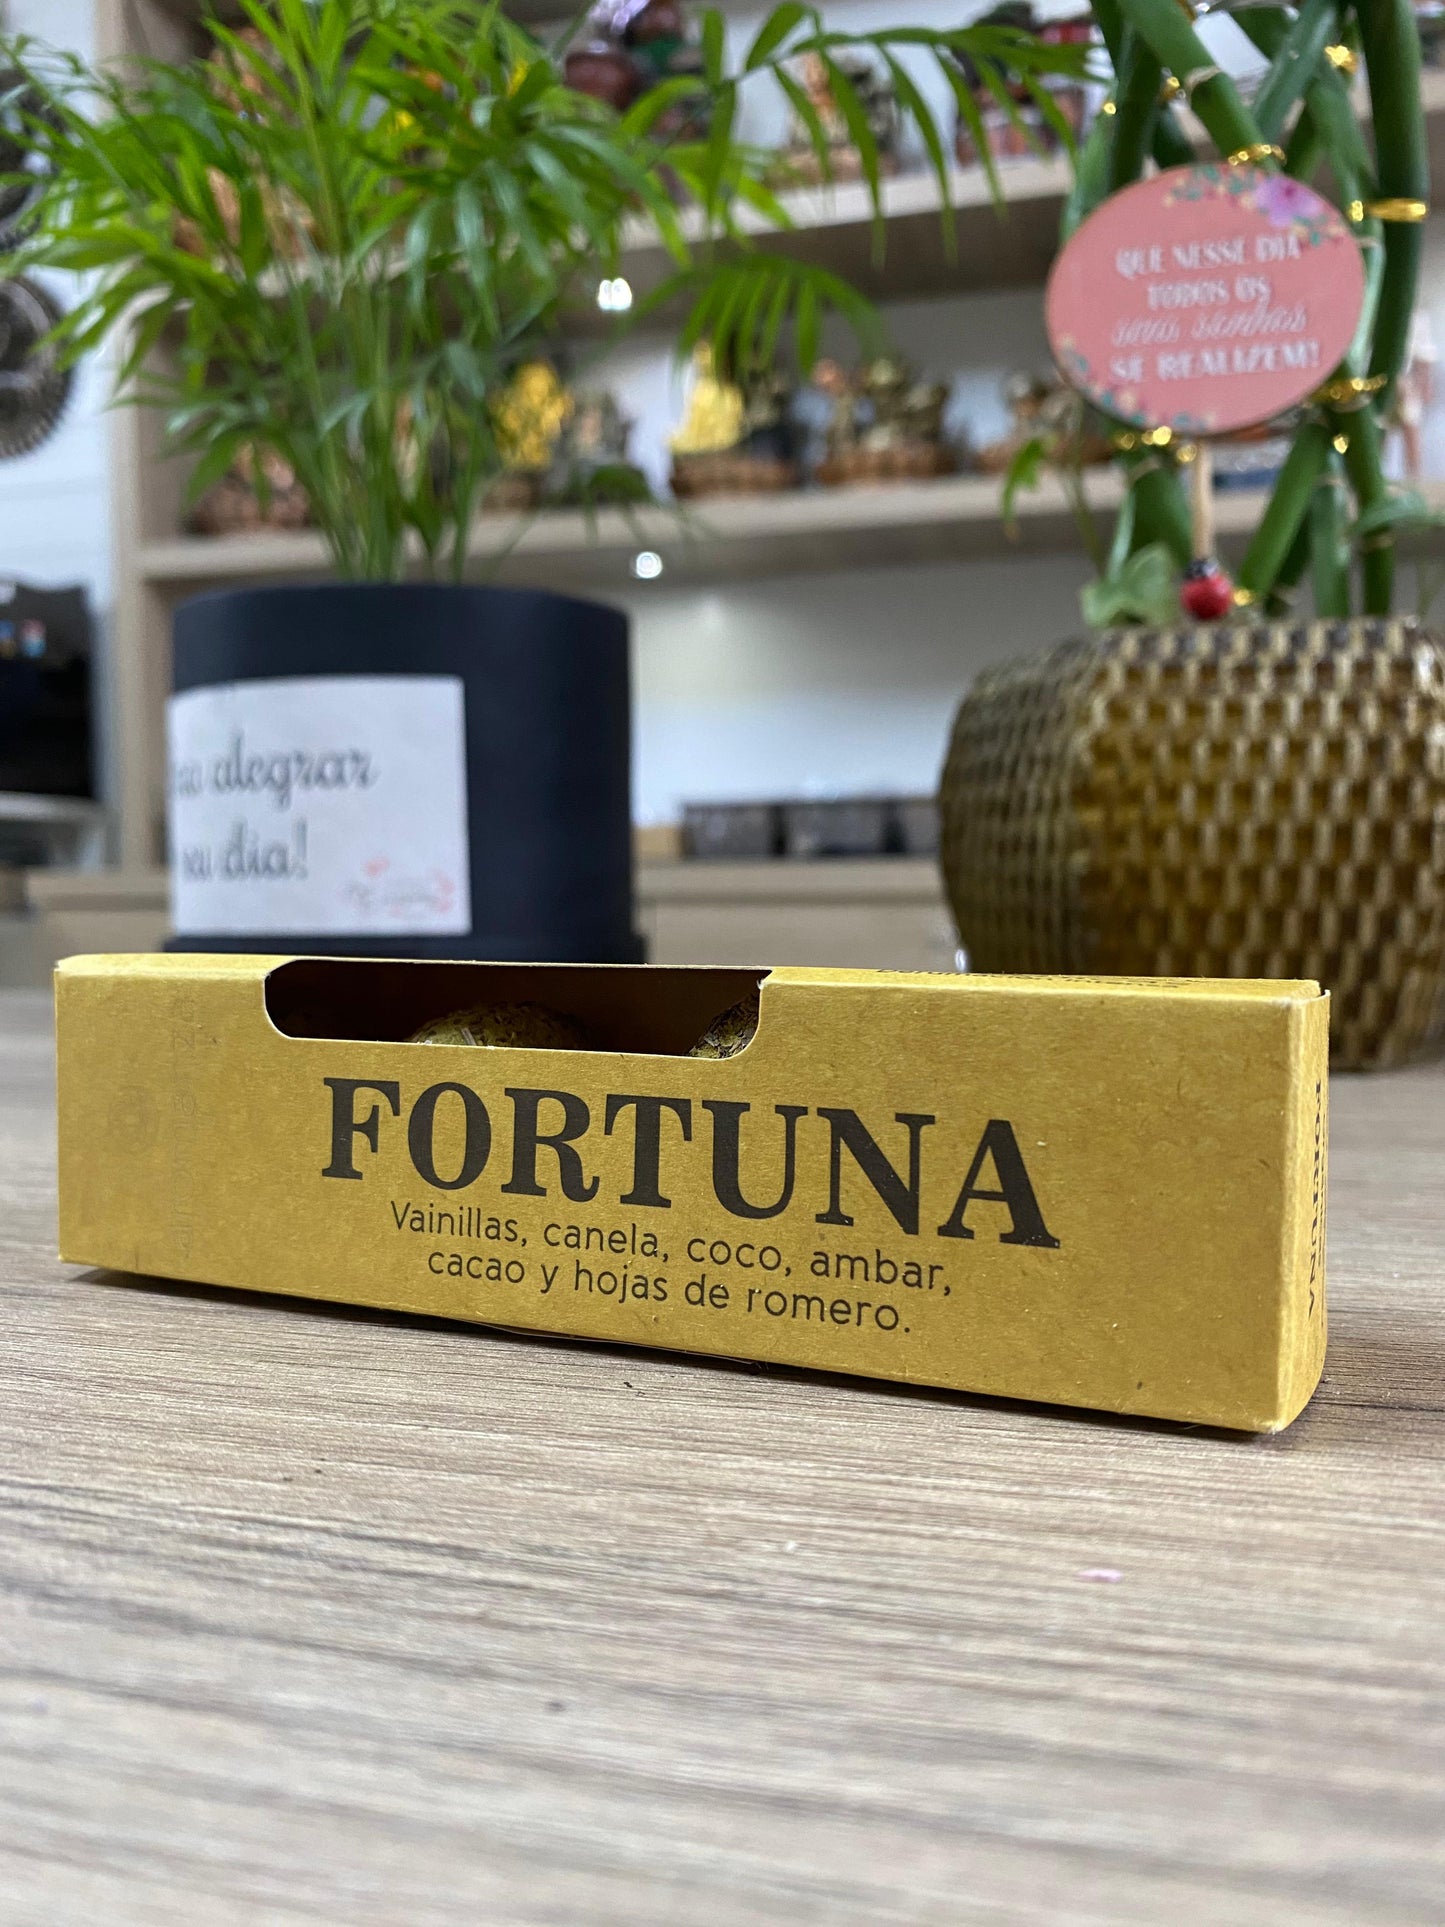 QUE NESSE DIA
TODOS OS
seus sonhos
SE REALIZEM!
alegrar
dia!
FORTUNA
Vainillas, canela, coco, ambar,
cacao y hojas de romero.
FORTUNA